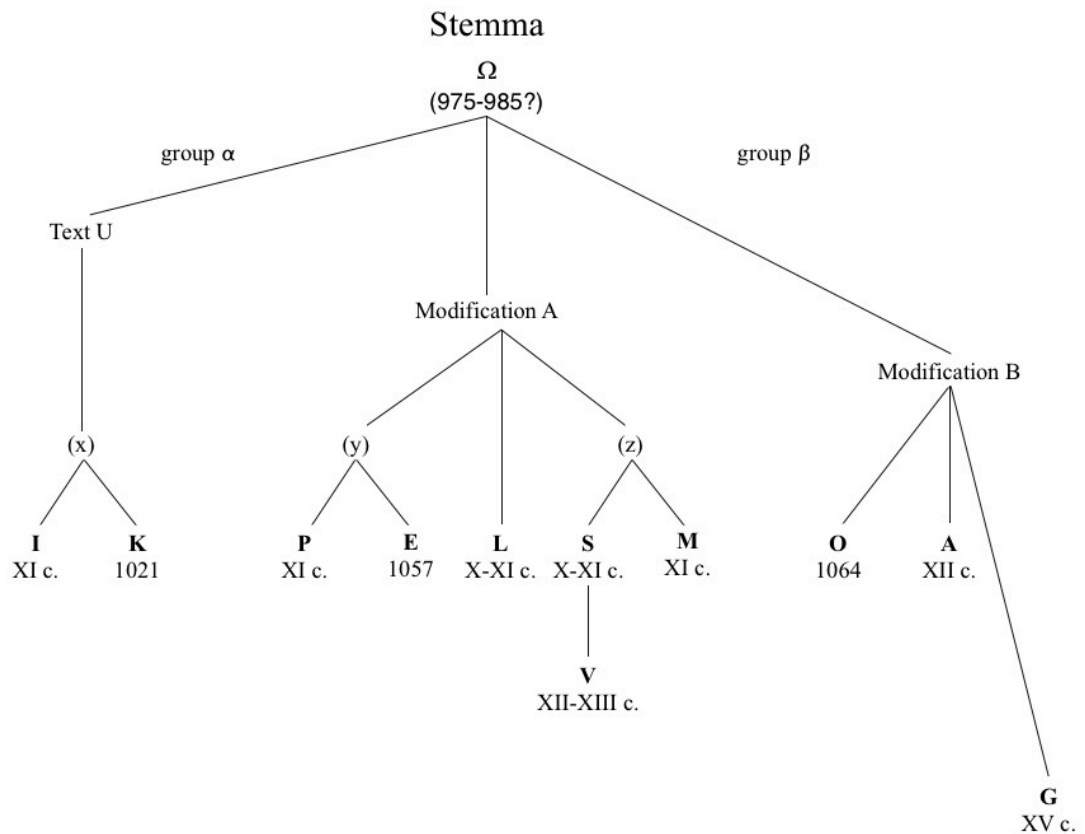 Stemma
Ω
(975-985?)
group α
group β
Text U
Modification A
Modification B
(x)
(y)
(z)
I
XI c.
K
1021
P
XI c.
E
1057
L
X-XI c.
S
X-XI c.
M
XI c.
O
1064
A
XII c.
V
XII-XIII c.
G
XV c.